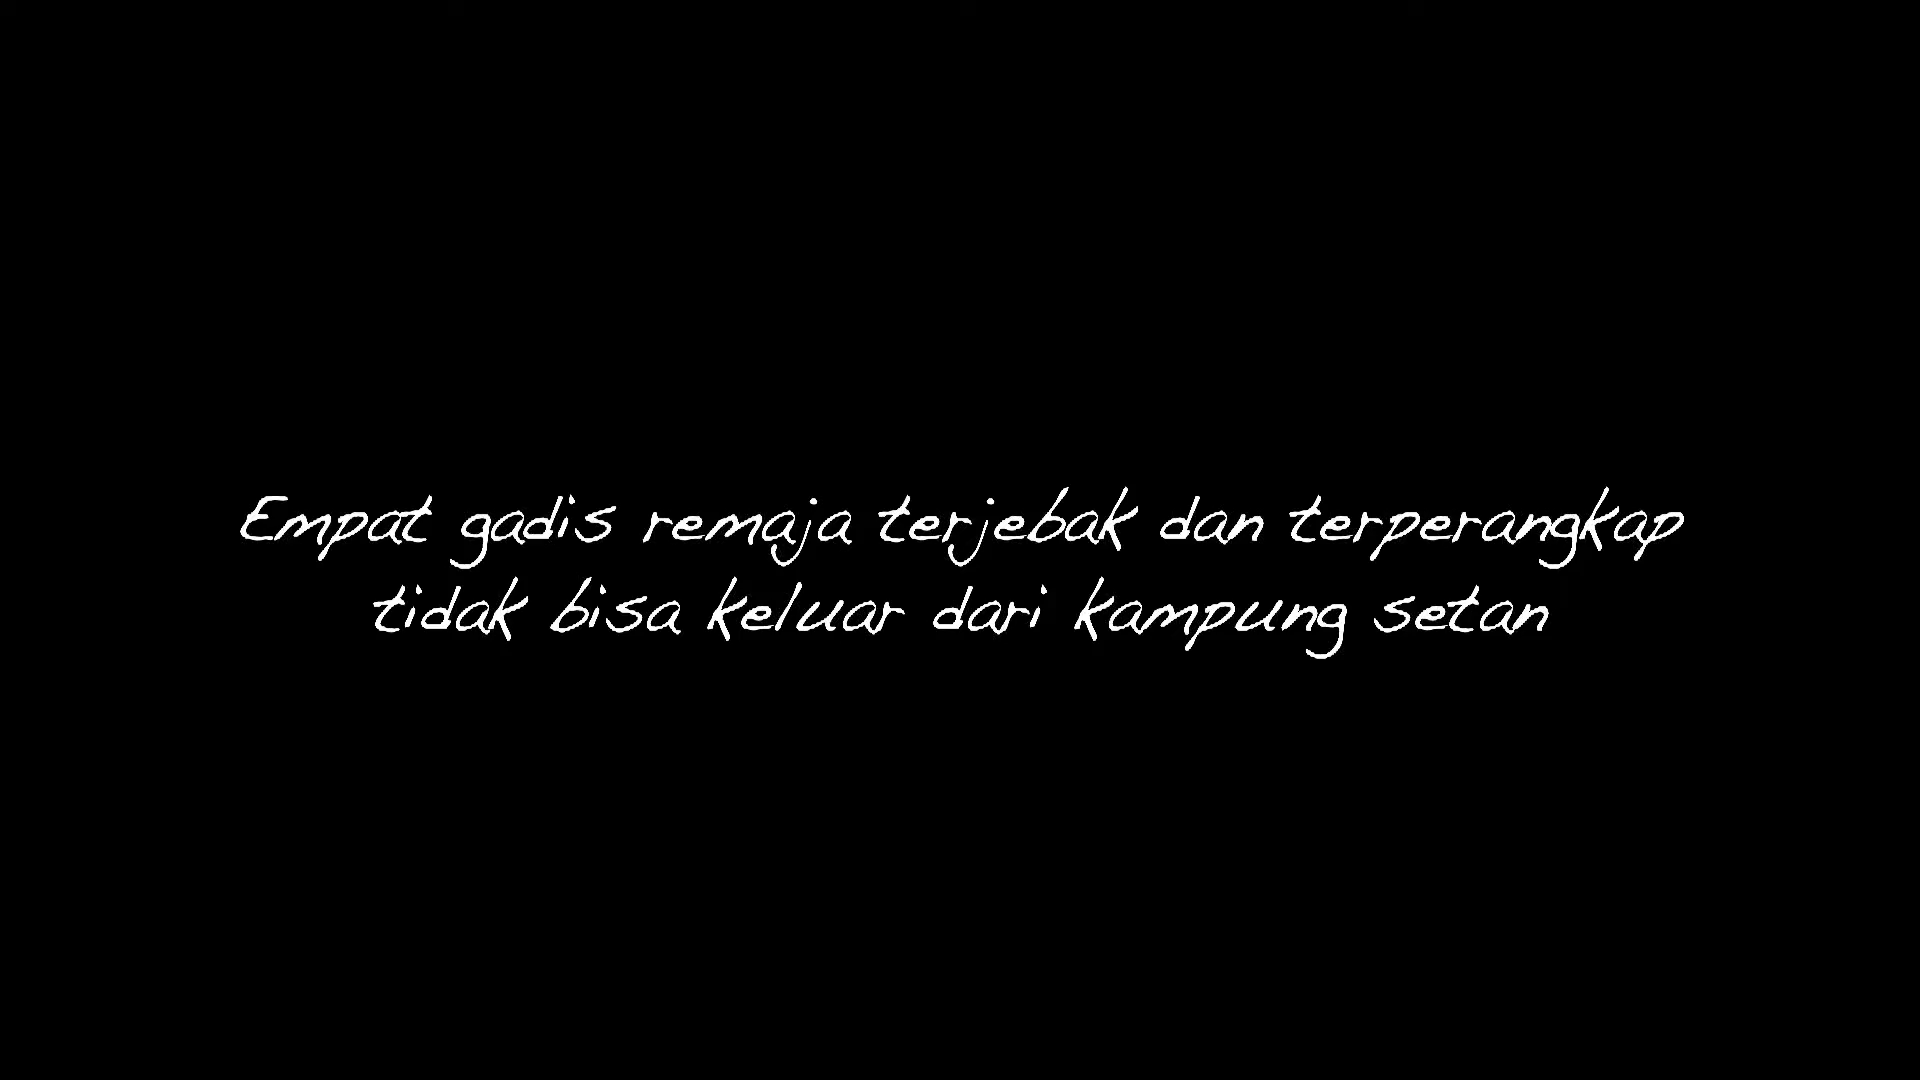 Empat gadis remaja terjebak dan terperangkap
tidak bisa keluar dari kampung setan